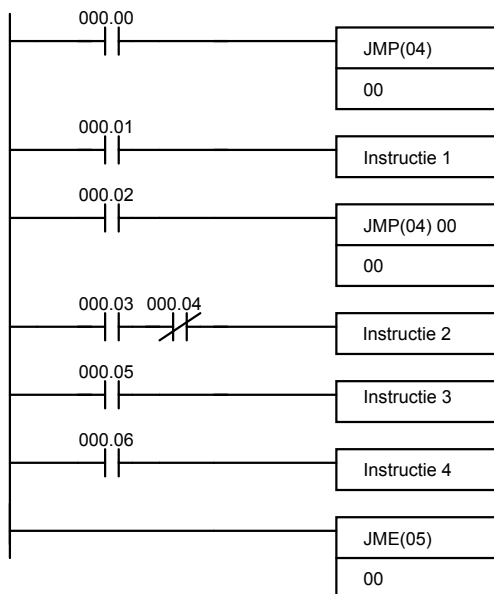 000.00
JMP(04)
00
000.01
Instructie 1
000.02
JMP(04) 00
00
000.03 000.04
Instructie 2
000.05
Instructie 3
000.06
Instructie 4
JME(05)
00